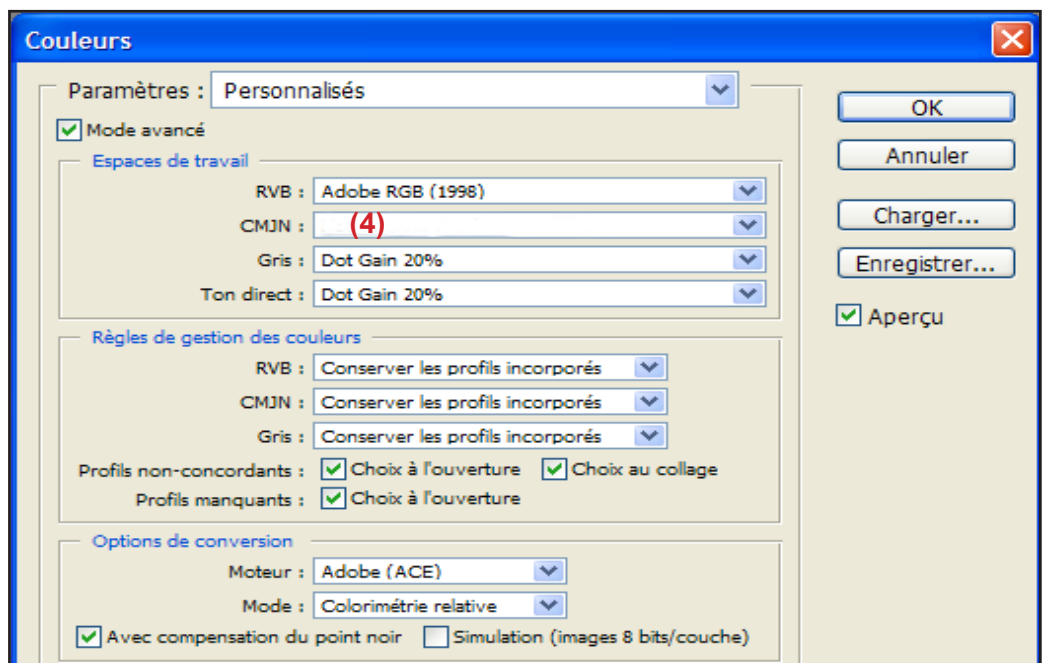 Couleurs
Paramètres : Personnalisés
OK
Mode avancé
Annuler
Espaces de travail
RVB : Adobe RGB (1998)
CMJN : (4)
Charger...
Gris : Dot Gain 20%
Enregistrer...
Ton direct : Dot Gain 20%
Aperçu
Règles de gestion des couleurs
RVB : Conserver les profils incorporés
CMJN : Conserver les profils incorporés
Gris : Conserver les profils incorporés
Profils non-concordants : Choix à l'ouverture Choix au collage
Profils manquants : Choix à l'ouverture
Options de conversion
Moteur : Adobe (ACE)
Mode : Colorimétrie relative
Avec compensation du point noir Simulation (images 8 bits/couche)